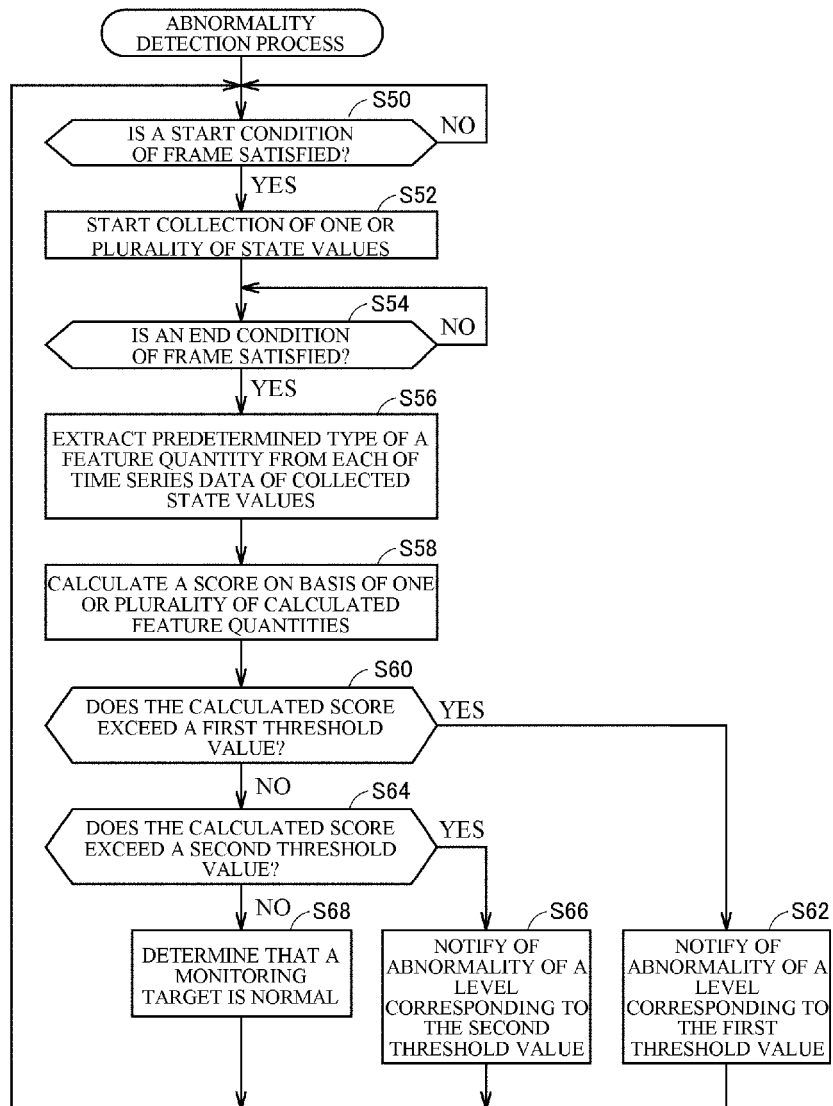 ABNORMALITY
DETECTION PROCESS
S50
IS A START CONDITION
OF FRAME SATISFIED?
NO
YES
S52
START COLLECTION OF ONE OR
PLURALITY OF STATE VALUES
S54
IS AN END CONDITION
OF FRAME SATISFIED?
NO
YES
S56
EXTRACT PREDETERMINED TYPE OF A
FEATURE QUANTITY FROM EACH OF
TIME SERIES DATA OF COLLECTED
STATE VALUES
S58
CALCULATE A SCORE ON BASIS OF ONE
OR PLURALITY OF CALCULATED
FEATURE QUANTITIES
S60
DOES THE CALCULATED SCORE
EXCEED A FIRST THRESHOLD
VALUE?
YES
NO
S64
DOES THE CALCULATED SCORE
EXCEED A SECOND THRESHOLD
VALUE?
YES
NO
S68
DETERMINE THAT A
MONITORING
TARGET IS NORMAL
S66
NOTIFY OF
ABNORMALITY OF A
LEVEL
CORRESPONDING TO
THE SECOND
THRESHOLD VALUE
S62
NOTIFY OF
ABNORMALITY OF A
LEVEL
CORRESPONDING TO
THE FIRST
THRESHOLD VALUE